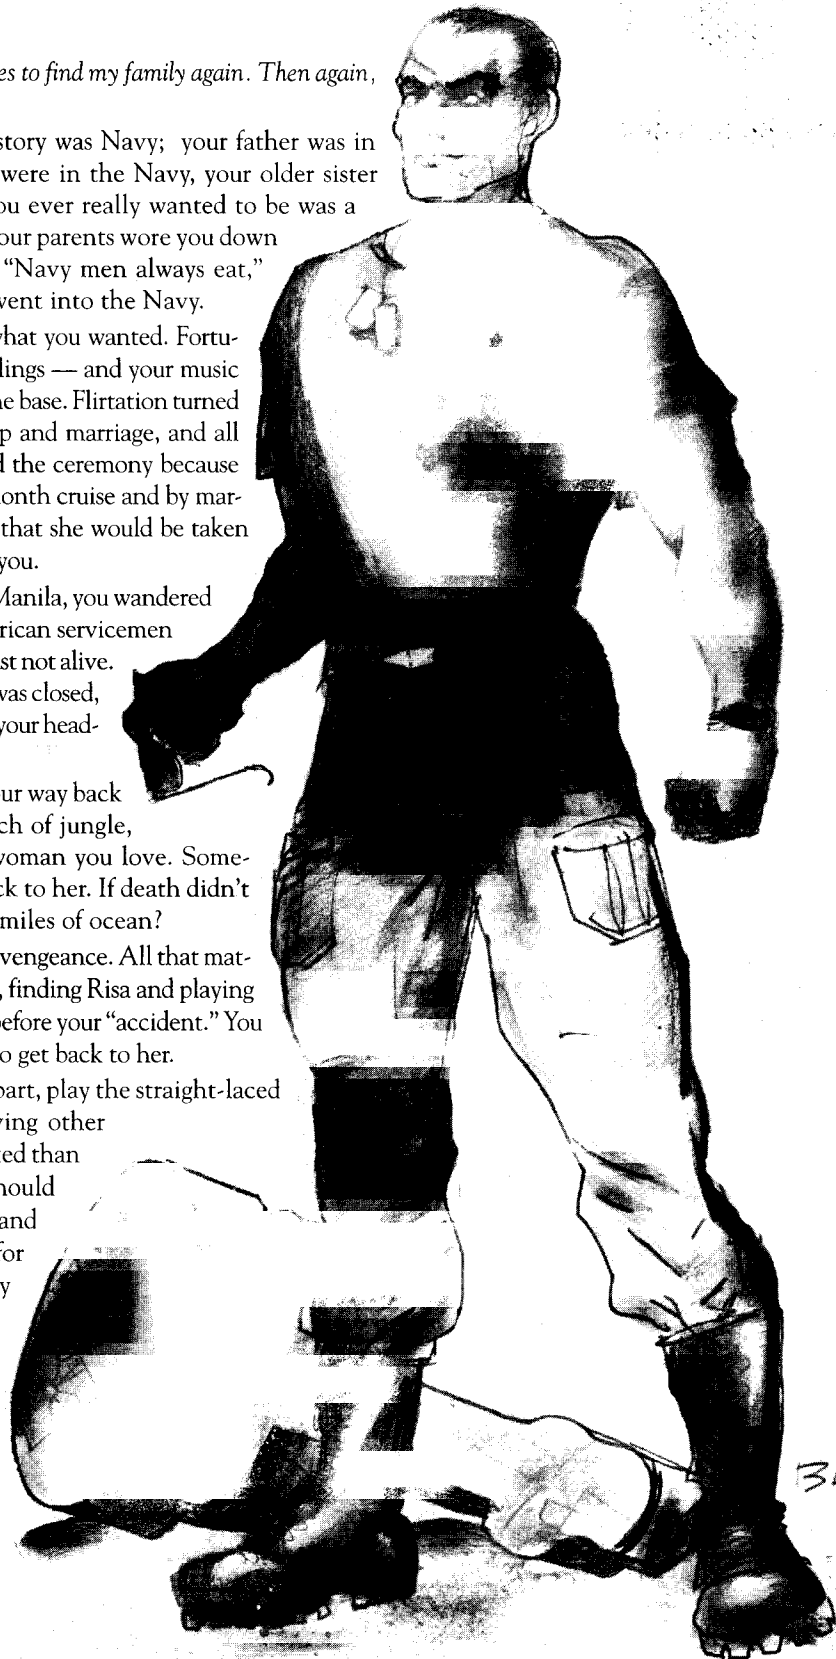 es to find my family again. Then again,
story was Navy; your father was in
were in the Navy, your older sister
ou ever really wanted to be was a
our parents wore you down
“Navy men always eat,”
went into the Navy.
what you wanted. Fortu-
lings — and your music
he base. Flirtation turned
p and marriage, and all
d the ceremony because
onth cruise and by mar-
that she would be taken
you.
Manila, you wandered
rican servicemen
st not alive.
was closed,
your head-
ur way back
ch of jungle,
woman you love. Some-
ck to her. If death didn’t
miles of ocean?
vengeance. All that mat-
, finding Risa and playing
before your “accident.” You
o get back to her.
part, play the straight-laced
ving other
ted than
hould
and
for
y